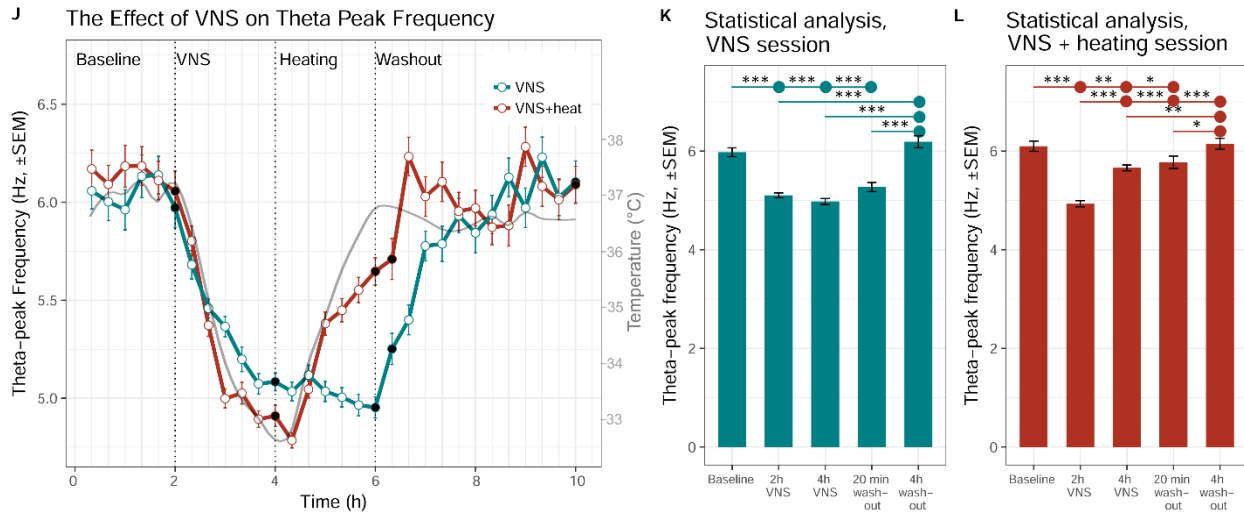 J
The Effect of VNS on Theta Peak Frequency
Baseline
VNS
Heating
Washout
VNS
VNS+heat
Theta-peak Frequency (Hz, ±SEM)
6.5
6.0
5.5
5.0
Temperature (°C)
38
37
36
35
34
33
0 2 4 6 8 10
Time (h)
K
Statistical analysis,
VNS session
*** *** ***
***
***
***
Theta-peak frequency (Hz, ±SEM)
6
4
2
0
Baseline
2h
VNS
4h
VNS
20 min
wash-
out
4h
wash-
out
L
Statistical analysis,
VNS + heating session
*** ** *
*** *** ***
**
*
Theta-peak frequency (Hz, ±SEM)
6
4
2
0
Baseline
2h
VNS
4h
VNS
20 min
wash-
out
4h
wash-
out